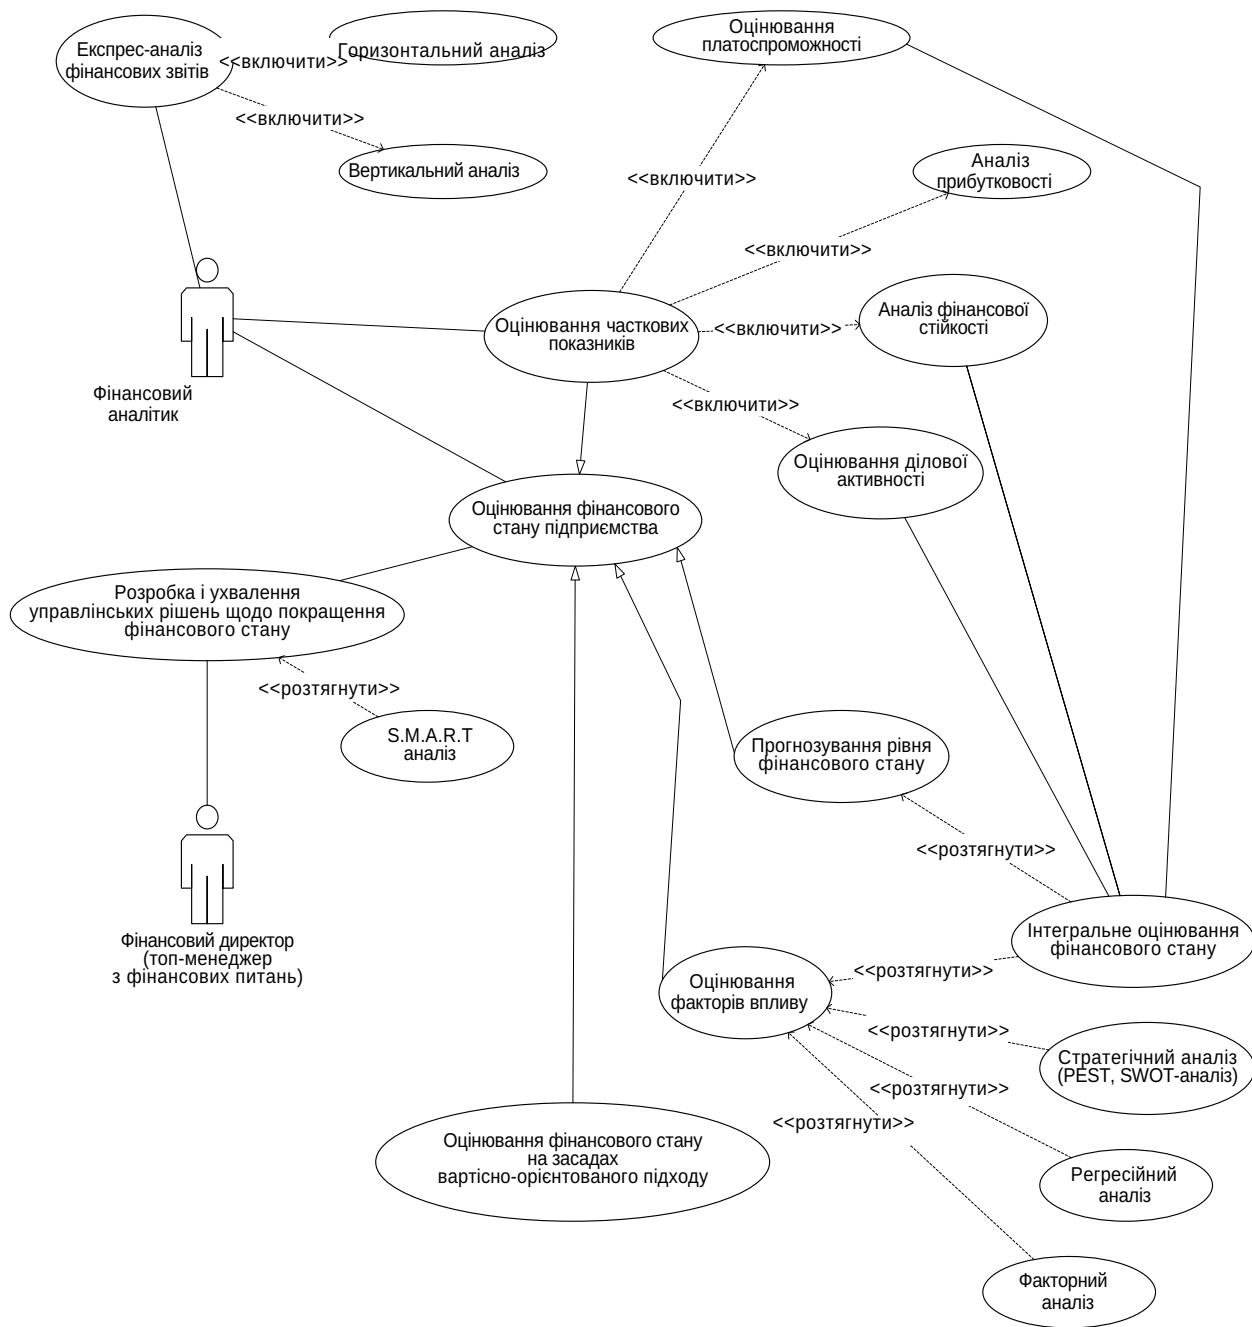 Експрес-аналіз
фінансових звітів
<<включити>>
Горизонтальний аналіз
<<включити>>
Вертикальний аналіз
Оцінювання
платоспроможності
<<включити>>
Аналіз
прибутковості
<<включити>>
Аналіз фінансової
стійкості
Оцінювання часткових
показників
<<включити>>
Фінансовий
аналітик
<<включити>>
Оцінювання ділової
активності
Оцінювання фінансового
стану підприємства
Розробка і ухвалення
управлінських рішень щодо покращення
фінансового стану
<<розтягнути>>
S.M.A.R.T
аналіз
Прогнозування рівня
фінансового стану
<<розтягнути>>
Фінансовий директор
(топ-менеджер
з фінансових питань)
Інтегральне оцінювання
фінансового стану
<<розтягнути>>
Оцінювання
факторів впливу
<<розтягнути>>
Стратегічний аналіз
(PEST, SWOT-аналіз)
<<розтягнути>>
<<розтягнути>>
Оцінювання фінансового стану
на засадах
вартісно-орієнтованого підходу
Регресійний
аналіз
Факторний
аналіз